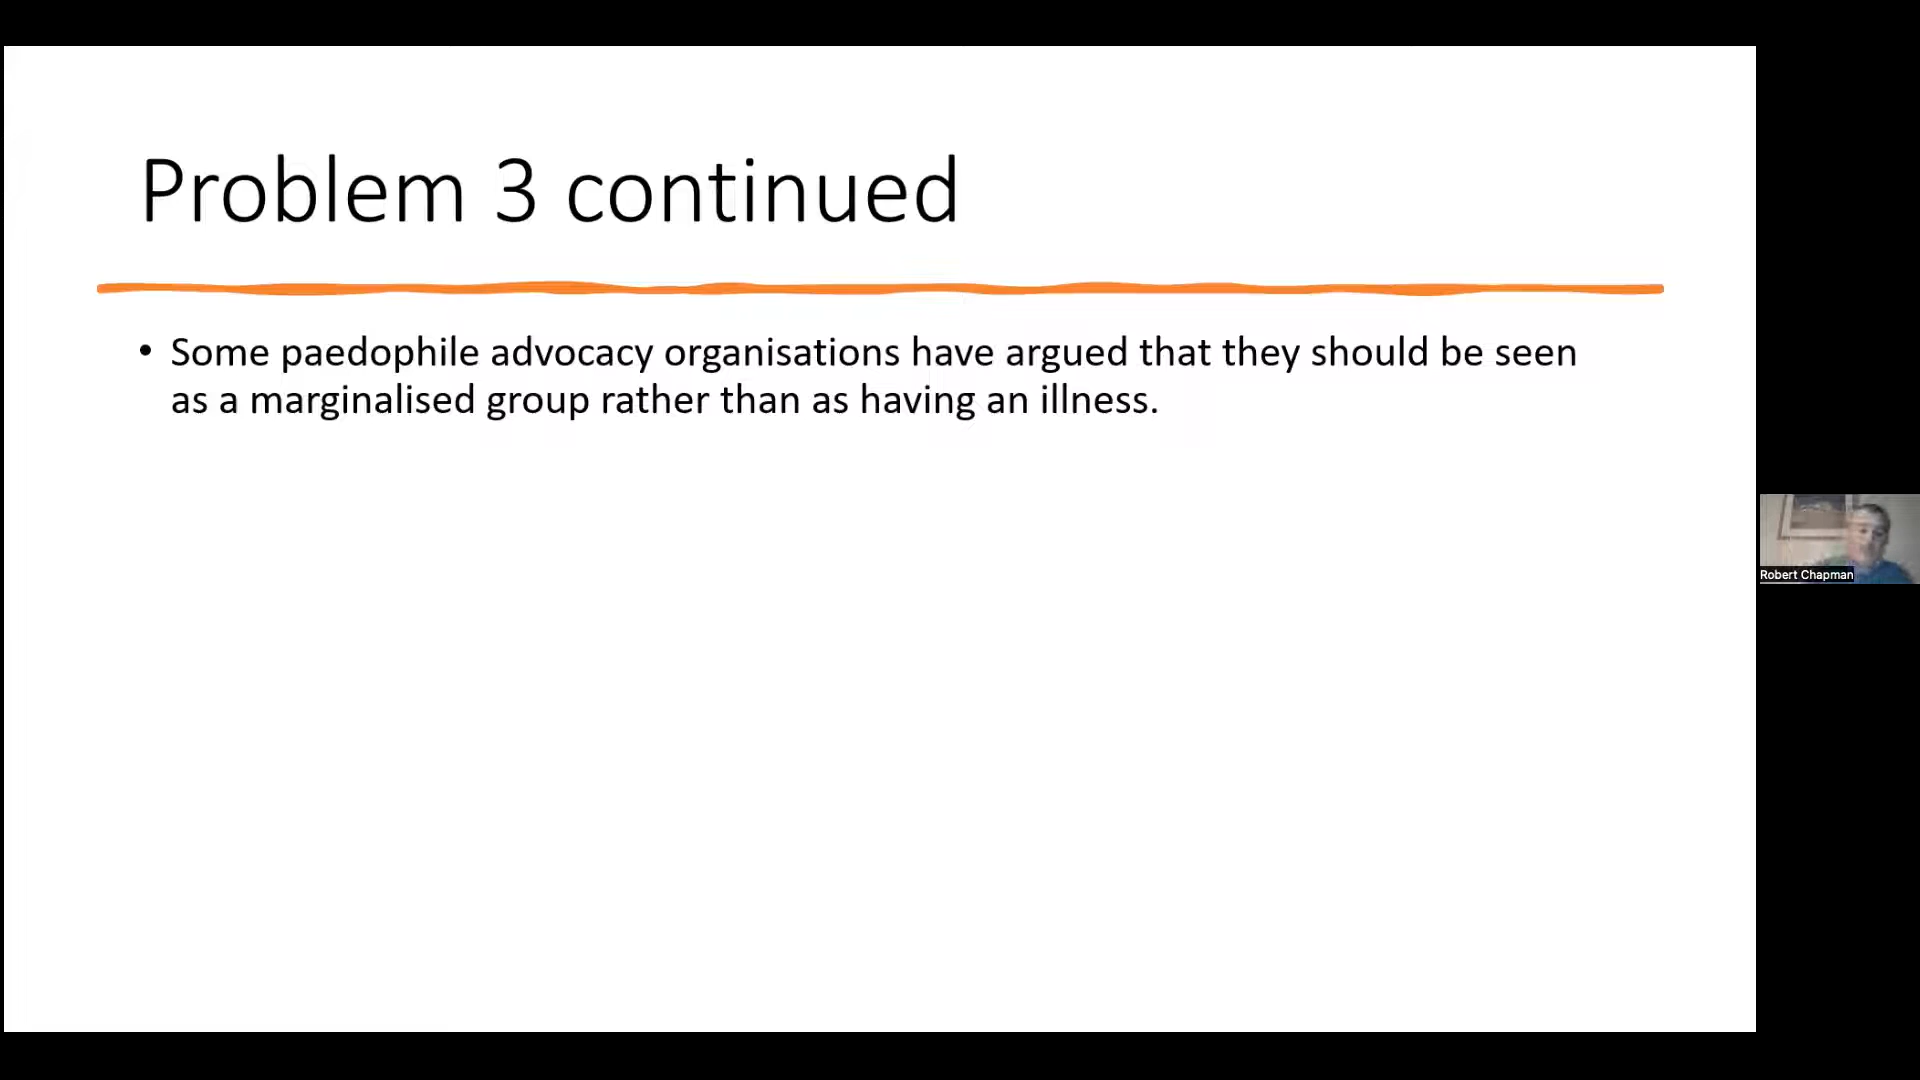 Problem 3 continued
• Some paedophile advocacy organisations have argued that they should be seen
as a marginalised group rather than as having an illness.
Robert Chapman